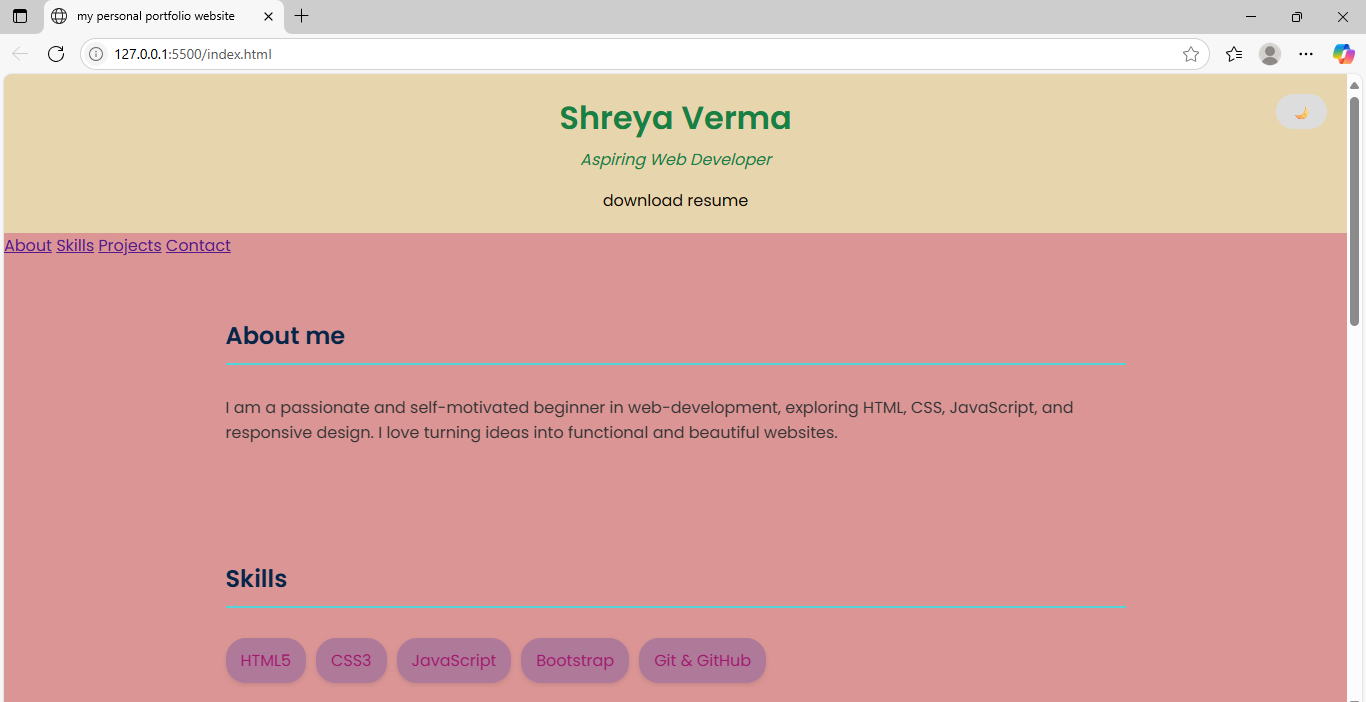 my personal portfolio website
127.0.0.1:5500/index.html
Shreya Verma
Aspiring Web Developer
download resume
About Skills Projects Contact
About me
I am a passionate and self-motivated beginner in web-development, exploring HTML, CSS, JavaScript, and
responsive design. I love turning ideas into functional and beautiful websites.
Skills
HTML5 CSS3 JavaScript Bootstrap Git & GitHub